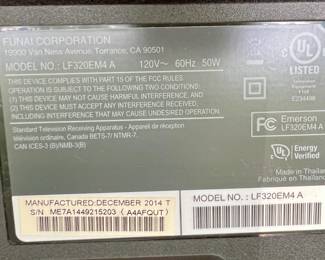 FUNAI CORPORATION
19900 Van Ness Avenue, Torrance, CA 90501
MODEL NO.: LF320EM4 A 120V~ 60Hz 50W
THIS DEVICE COMPLIES WITH PART 15 OF THE FCC RULES.
OPERATION IS SUBJECT TO THE FOLLOWING TWO CONDITIONS:
(1) THIS DEVICE MAY NOT CAUSE HARMFUL INTERFERENCE, AND
(2) THIS DEVICE MUST ACCEPT ANY INTERFERENCE RECEIVED,
INCLUDING INTERFERENCE THAT MAY CAUSE UNDESIRED
OPERATION.
Standard Television Receiving Apparatus - Appareil de réception
télévision ordinaire, Canada BETS-7/ NTMR-7.
CAN ICES-3 (B)/NMB-3(B)
UL
LISTED
E234498
FC Emerson
LF320EM4 A
UL Energy
Verified
Made in Thailand
MANUFACTURED:DECEMBER 2014 T
S/N ME7A1449215203 (A4AFQUT)
MODEL NO.: LF320EM4 A